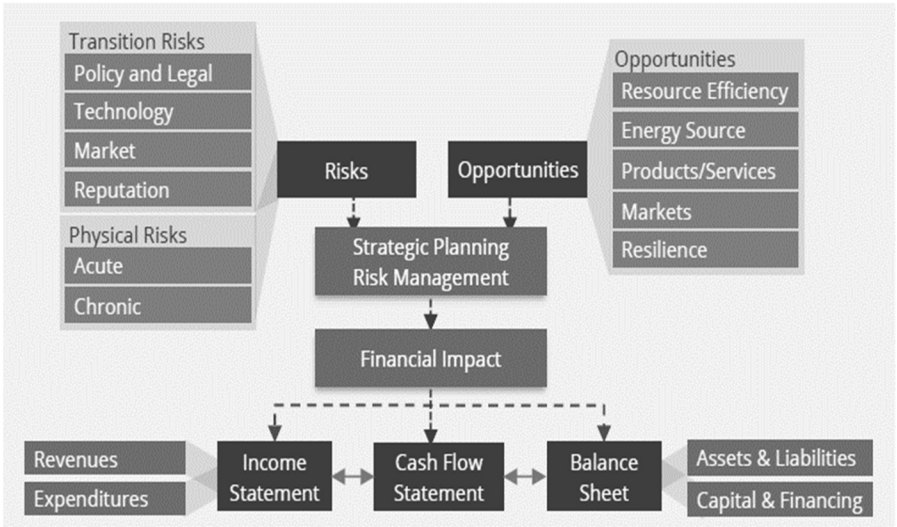 Transition Risks
Policy and Legal
Technology
Market
Reputation
Physical Risks
Acute
Chronic
Risks
Opportunities
Opportunities
Resource Efficiency
Energy Source
Products/Services
Markets
Resilience
Strategic Planning
Risk Management
Financial Impact
Revenues
Expenditures
Income
Statement
Cash Flow
Statement
Balance
Sheet
Assets & Liabilities
Capital & Financing